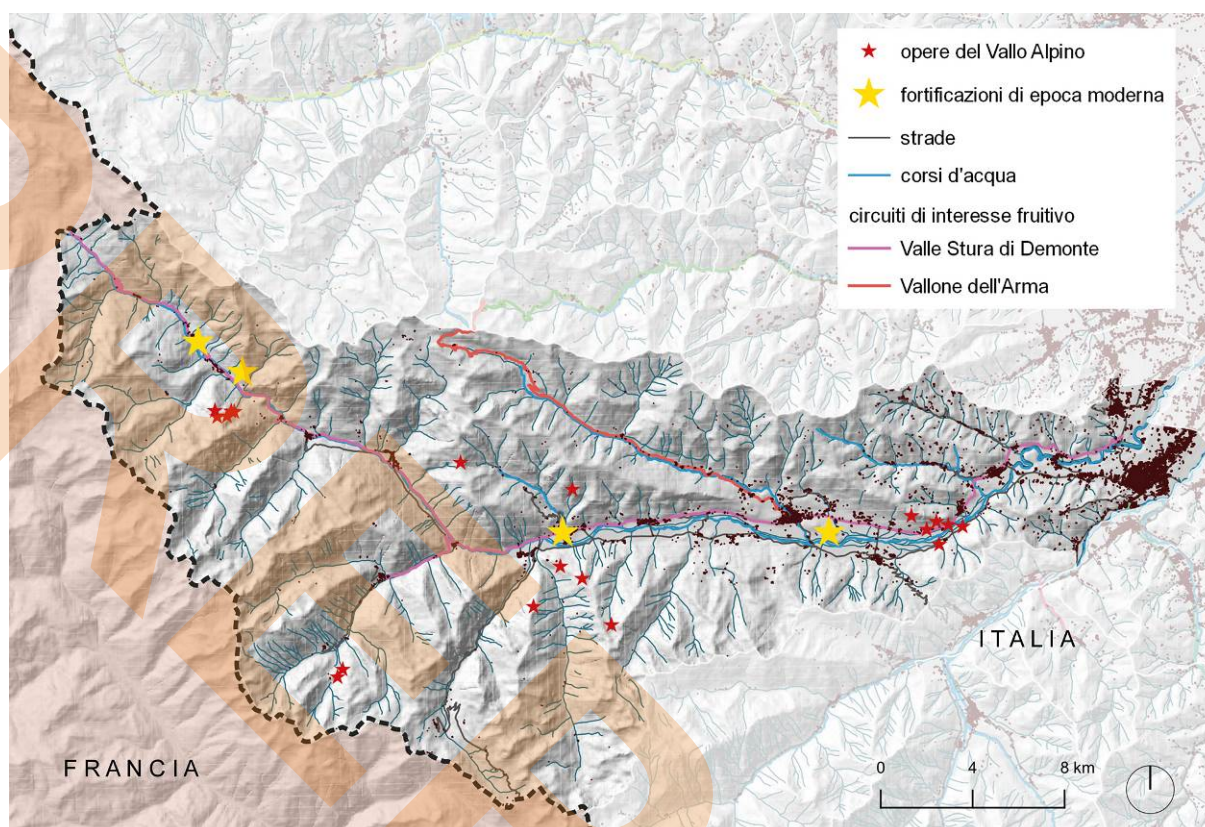 opere del Vallo Alpino
fortificazioni di epoca moderna
strade
corsi d'acqua
circuiti di interesse fruitivo
Valle Stura di Demonte
Vallone dell'Arma
ITALIA
FRANCIA
0 4 8 km